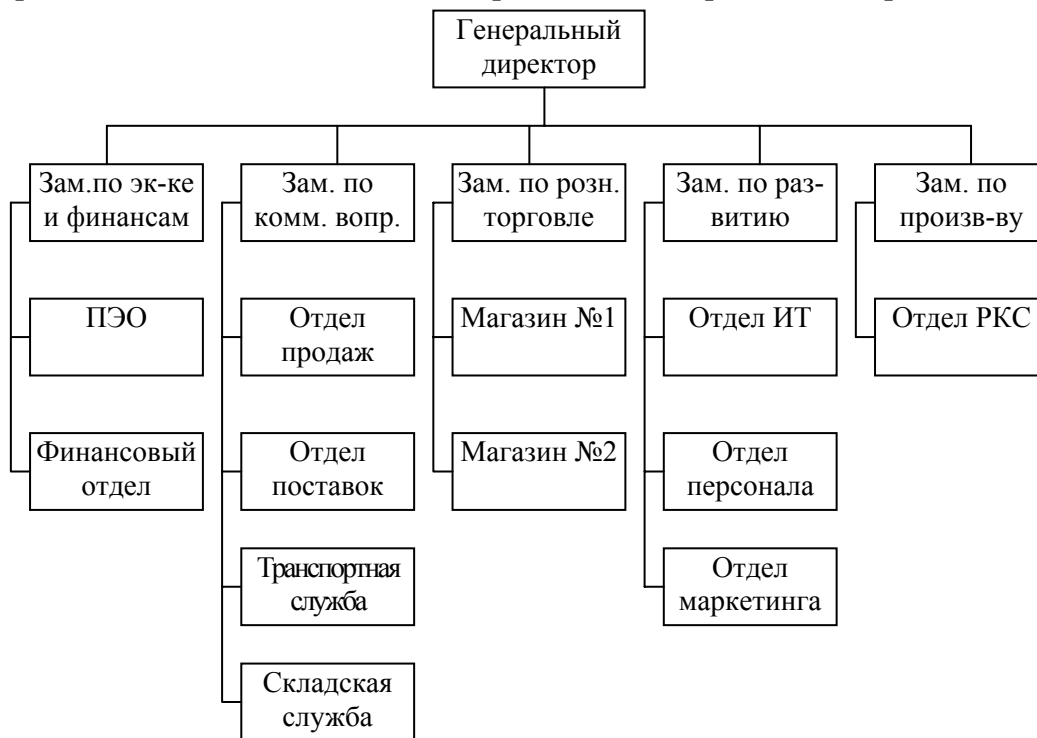 Генеральный
директор
Зам.по эк-ке
и финансам
Зам. по
комм. вопр.
Зам. по розн.
торговле
Зам. по раз-
витию
Зам. по
произв-ву
ПЭО
Отдел
продаж
Магазин №1
Отдел ИТ
Отдел РКС
Финансовый
отдел
Отдел
поставок
Магазин №2
Отдел
персонала
Транспортная
служба
Отдел
маркетинга
Складская
служба